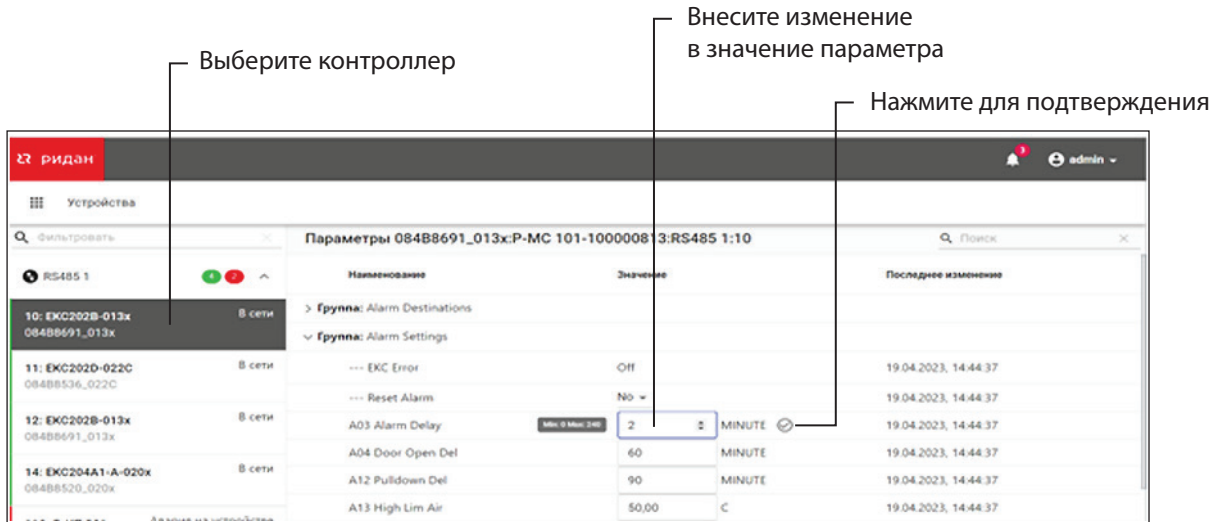 Внесите изменение
в значение параметра
Выберите контроллер
Нажмите для подтверждения
ридан
3
admin
Устройства
Фильтровать
Параметры 084B8691_013x:P-MC 101-100000813:RS485 1:10
Поиск
RS485 1
4 2
Наименование Значение Последнее изменение
10: EKC202B-013x В сети
084B8691_013x
Группа: Alarm Destinations
Группа: Alarm Settings
11: EKC202D-022C В сети
084B8536_022C
--- EKC Error Off 19.04.2023, 14:44:37
--- Reset Alarm No 19.04.2023, 14:44:37
12: EKC202B-013x В сети
084B8691_013x
A03 Alarm Delay Min: 0 Max: 240 2 MINUTE 19.04.2023, 14:44:37
A04 Door Open Del 60 MINUTE 19.04.2023, 14:44:37
14: EKC204A1-A-020x В сети
084B8520_020x
A12 Pulldown Del 90 MINUTE 19.04.2023, 14:44:37
A13 High Lim Air 50,00 C 19.04.2023, 14:44:37